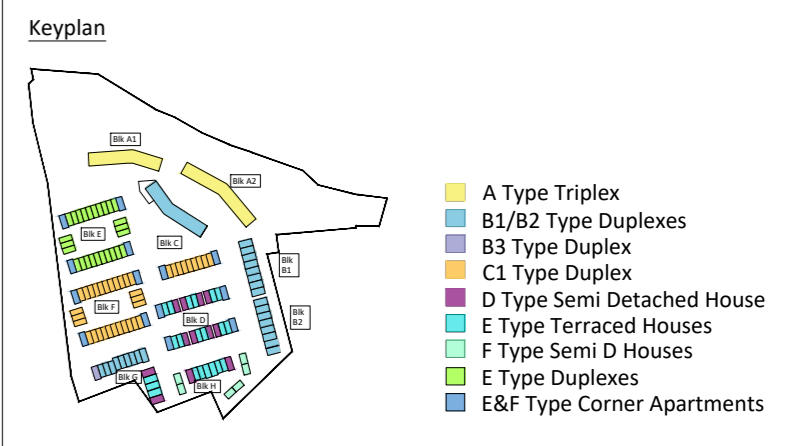 Keyplan
Blk A1
Blk A2
Blk E
Blk C
Blk
B1
Blk F
Blk D
Blk
B2
Blk G
Blk H
A Type Triplex
B1/B2 Type Duplexes
B3 Type Duplex
C1 Type Duplex
D Type Semi Detached House
E Type Terraced Houses
F Type Semi D Houses
E Type Duplexes
E&F Type Corner Apartments